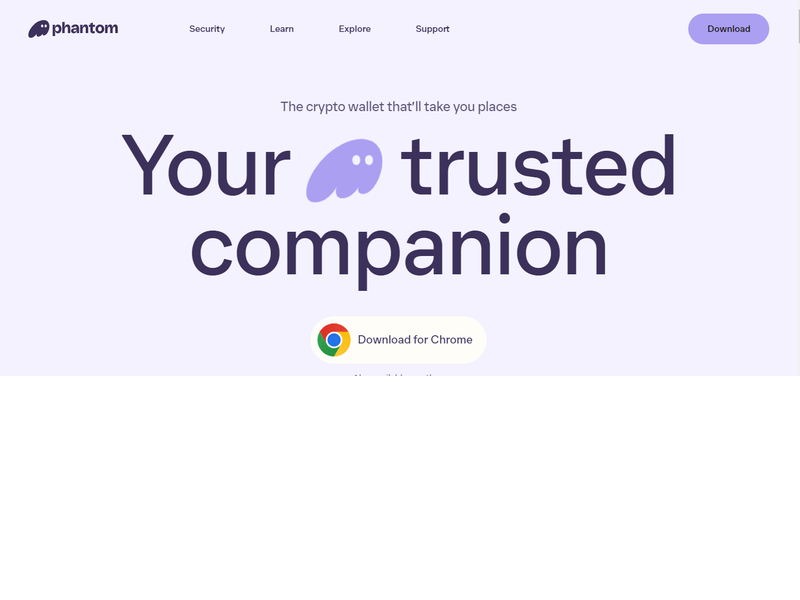 phantom
Security
Learn
Explore
Support
Download
The crypto wallet that'll take you places
Your trusted
companion
Download for Chrome